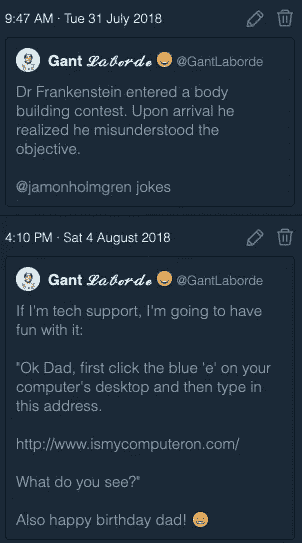 9:47 AM · Tue 31 July 2018
Gant 𝓛𝓪𝓫𝓸𝓻𝓭𝓮 @GantLaborde
Dr Frankenstein entered a body
building contest. Upon arrival he
realized he misunderstood the
objective.
@jamonholmgren jokes
4:10 PM · Sat 4 August 2018
Gant 𝓛𝓪𝓫𝓸𝓻𝓭𝓮 @GantLaborde
If I'm tech support, I'm going to have
fun with it:
"Ok Dad, first click the blue 'e' on your
computer's desktop and then type in
this address.
http://www.ismycomputeron.com/
What do you see?"
Also happy birthday dad!